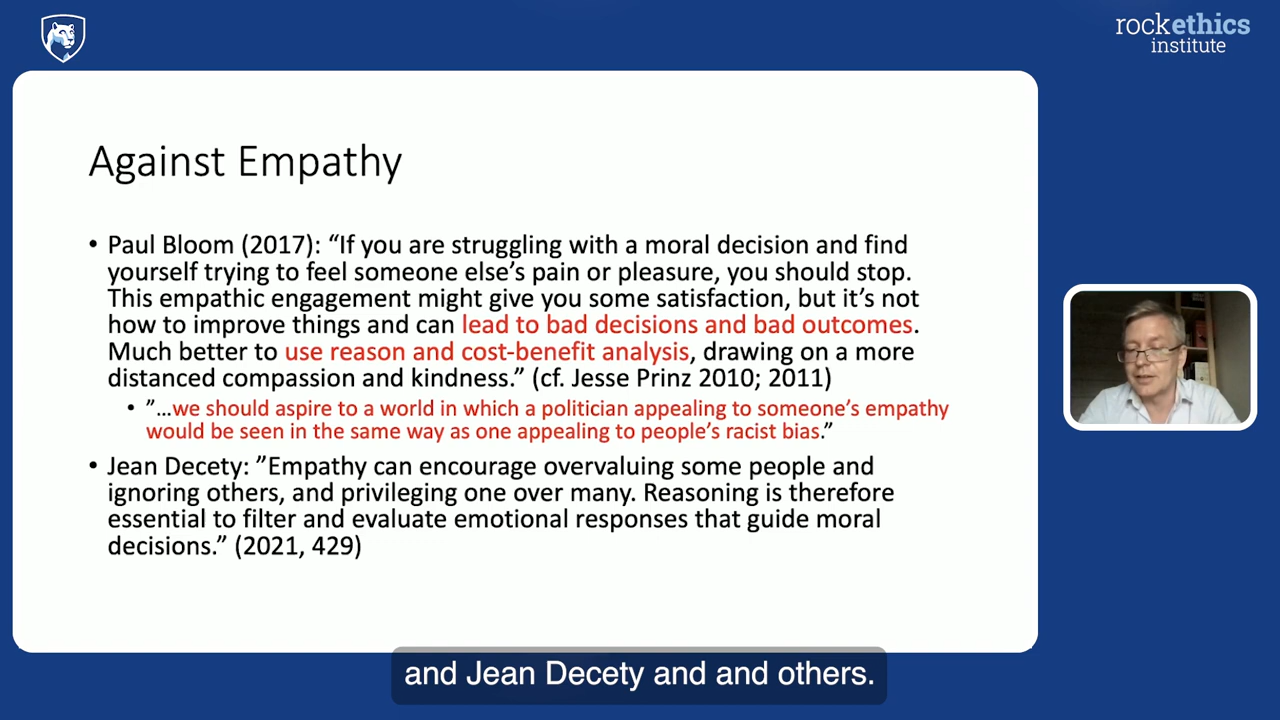 rockethics
institute
Against Empathy
• Paul Bloom (2017): “If you are struggling with a moral decision and find
yourself trying to feel someone else’s pain or pleasure, you should stop.
This empathic engagement might give you some satisfaction, but it’s not
how to improve things and can lead to bad decisions and bad outcomes.
Much better to use reason and cost-benefit analysis, drawing on a more
distanced compassion and kindness.” (cf. Jesse Prinz 2010; 2011)
• ”…we should aspire to a world in which a politician appealing to someone’s empathy
would be seen in the same way as one appealing to people’s racist bias.”
• Jean Decety: ”Empathy can encourage overvaluing some people and
ignoring others, and privileging one over many. Reasoning is therefore
essential to filter and evaluate emotional responses that guide moral
decisions.” (2021, 429)
and Jean Decety and and others.